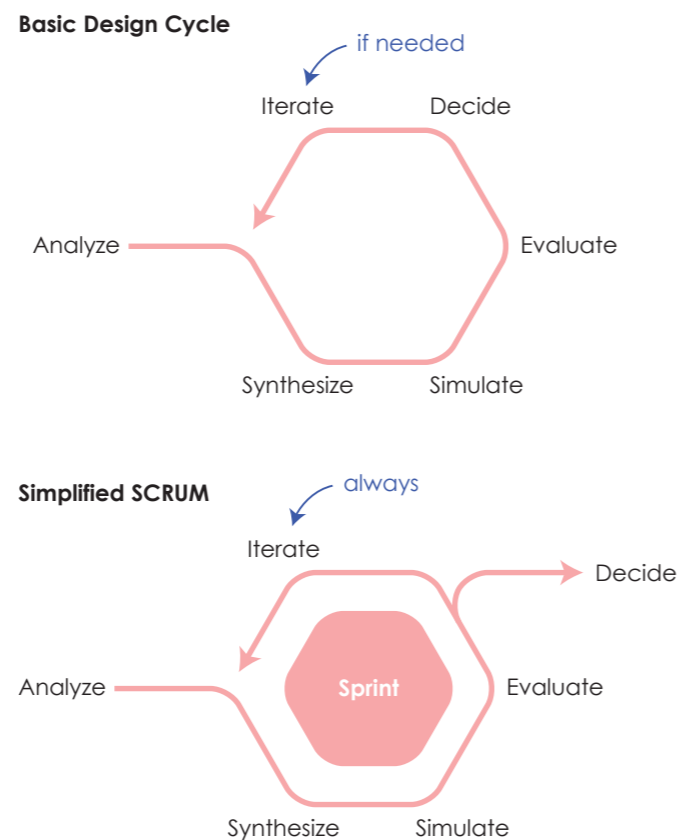 Basic Design Cycle
if needed
Iterate
Decide
Analyze
Evaluate
Synthesize
Simulate
Simplified SCRUM
always
Iterate
Decide
Analyze
Sprint
Evaluate
Synthesize
Simulate